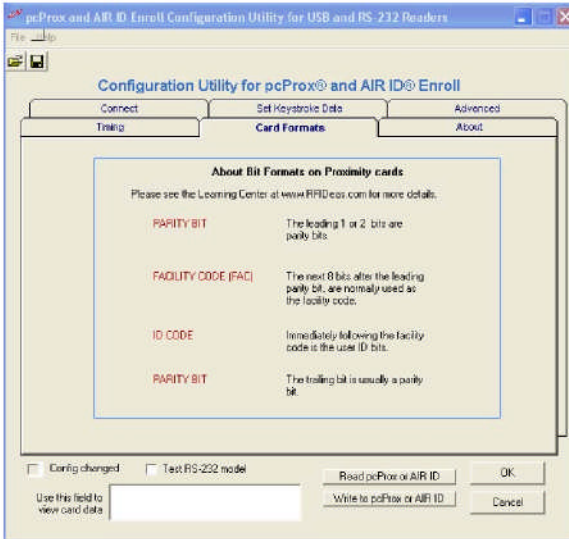 pcProx and AIR ID Enroll Configuration Utility for USB and RS-232 Readers
File Help
Configuration Utility for pcProx® and AIR ID® Enroll
Connect Set Keystroke Data Advanced
Timing Card Formats About
About Bit Formats on Proximity cards
Please see the Learning Center at www.RFIDeas.com for more details.
PARITY BIT The leading 1 or 2 bits are
parity bits.
FACILITY CODE (FAC) The next 8 bits after the leading
parity bit, are normally used as
the facility code.
ID CODE Immediately following the facility
code is the user ID bits.
PARITY BIT The trailing bit is usually a parity
bit.
Config changed Test RS-232 model Read pcProx or AIR ID OK
Use this field to
view card data Write to pcProx or AIR ID Cancel